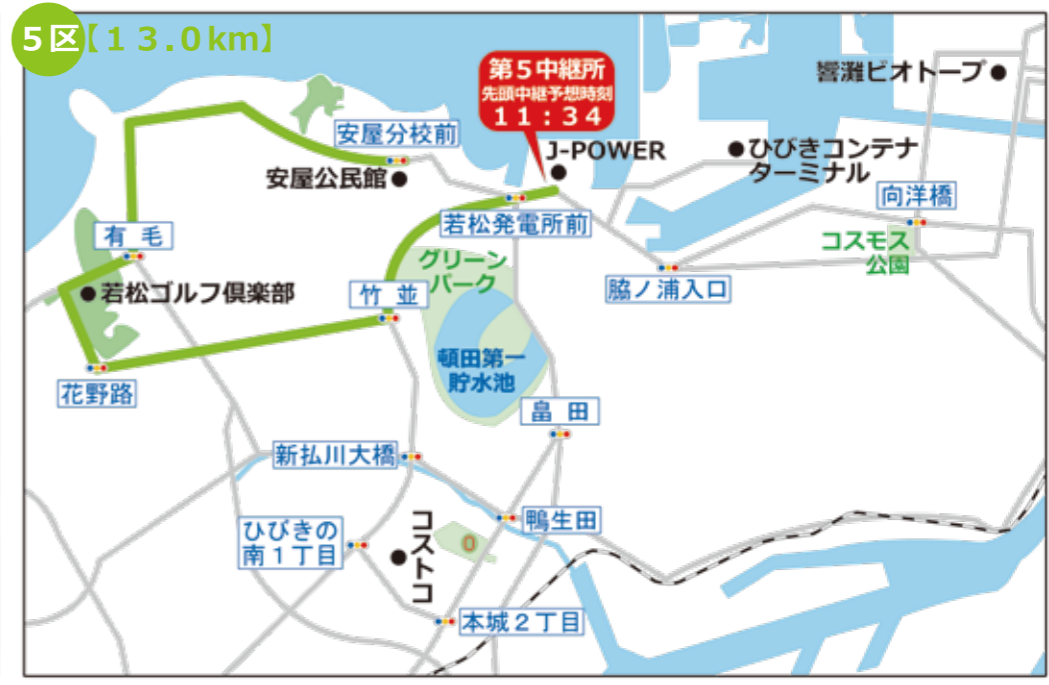 5区【13.0km】
第5中継所
先頭中継予想時刻
11：34
響灘ビオトープ
安屋分校前
J-POWER
ひびきコンテナ
ターミナル
安屋公民館
向洋橋
若松発電所前
有 毛
コスモス
公園
グリーン
パーク
若松ゴルフ倶楽部
竹 並
脇ノ浦入口
頓田第一
貯水池
花野路
畠 田
新払川大橋
鴨生田
ひびきの
南1丁目
コストコ
0
本城2丁目